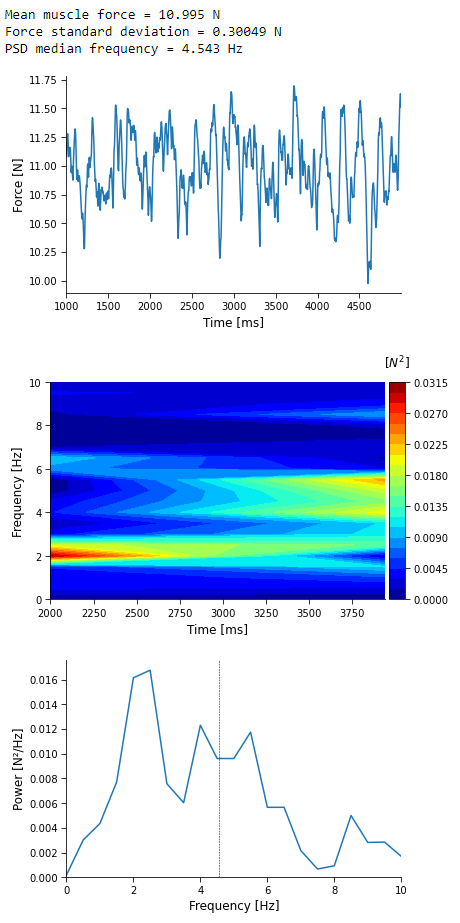 Mean muscle force = 10.995 N
Force standard deviation = 0.30049 N
PSD median frequency = 4.543 Hz
11.75
11.50
11.25
11.00
10.75
10.50
10.25
10.00
Force [N]
1000 1500 2000 2500 3000 3500 4000 4500
Time [ms]
[N²]
10
8
6
4
2
0
Frequency [Hz]
2000 2250 2500 2750 3000 3250 3500 3750
Time [ms]
0.0315
0.0270
0.0225
0.0180
0.0135
0.0090
0.0045
0.0000
0.016
0.014
0.012
0.010
0.008
0.006
0.004
0.002
0.000
Power [N²/Hz]
0 2 4 6 8 10
Frequency [Hz]